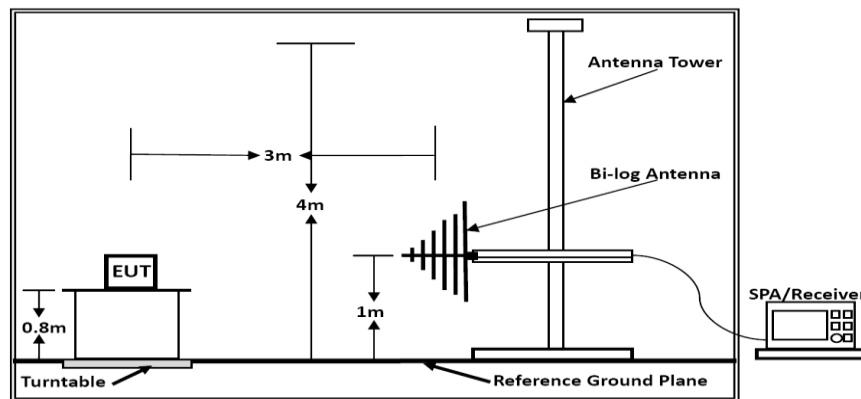 Antenna Tower
3m
Bi-log Antenna
4m
EUT
SPA/Receiver
0.8m
1m
Turntable
Reference Ground Plane